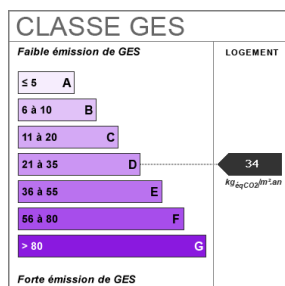 CLASSE GES
Faible émission de GES
LOGEMENT
≤ 5 A
6 à 10 B
11 à 20 C
21 à 35 D
34
kgéqCO2/m².an
36 à 55 E
56 à 80 F
> 80 G
Forte émission de GES